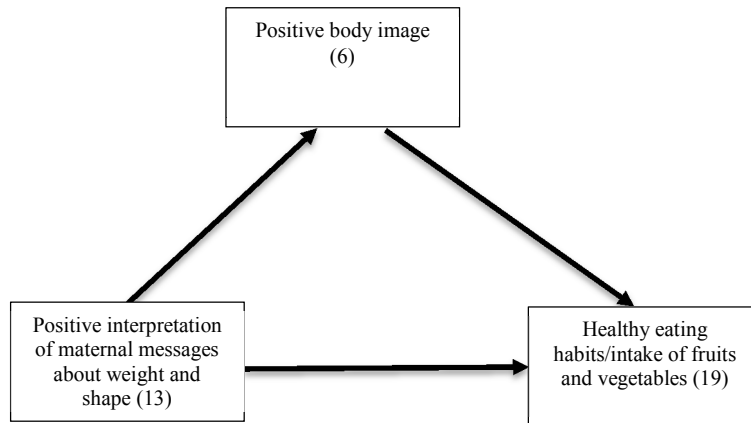 Positive body image
(6)
Positive interpretation
of maternal messages
about weight and
shape (13)
Healthy eating
habits/intake of fruits
and vegetables (19)